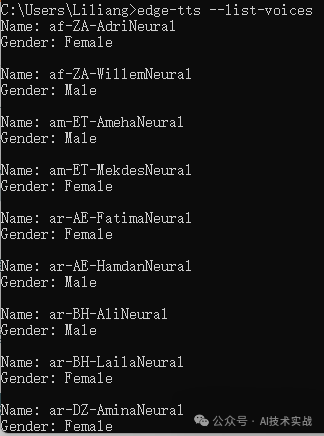 C:\Users\Liliang>edge-tts --list-voices
Name: af-ZA-AdriNeural
Gender: Female
Name: af-ZA-WillemNeural
Gender: Male
Name: am-ET-AmehaNeural
Gender: Male
Name: am-ET-MekdesNeural
Gender: Female
Name: ar-AE-FatimaNeural
Gender: Female
Name: ar-AE-HamdanNeural
Gender: Male
Name: ar-BH-AliNeural
Gender: Male
Name: ar-BH-LailaNeural
Gender: Female
Name: ar-DZ-AminaNeural
Gender: Female
公众号 · AI技术实战